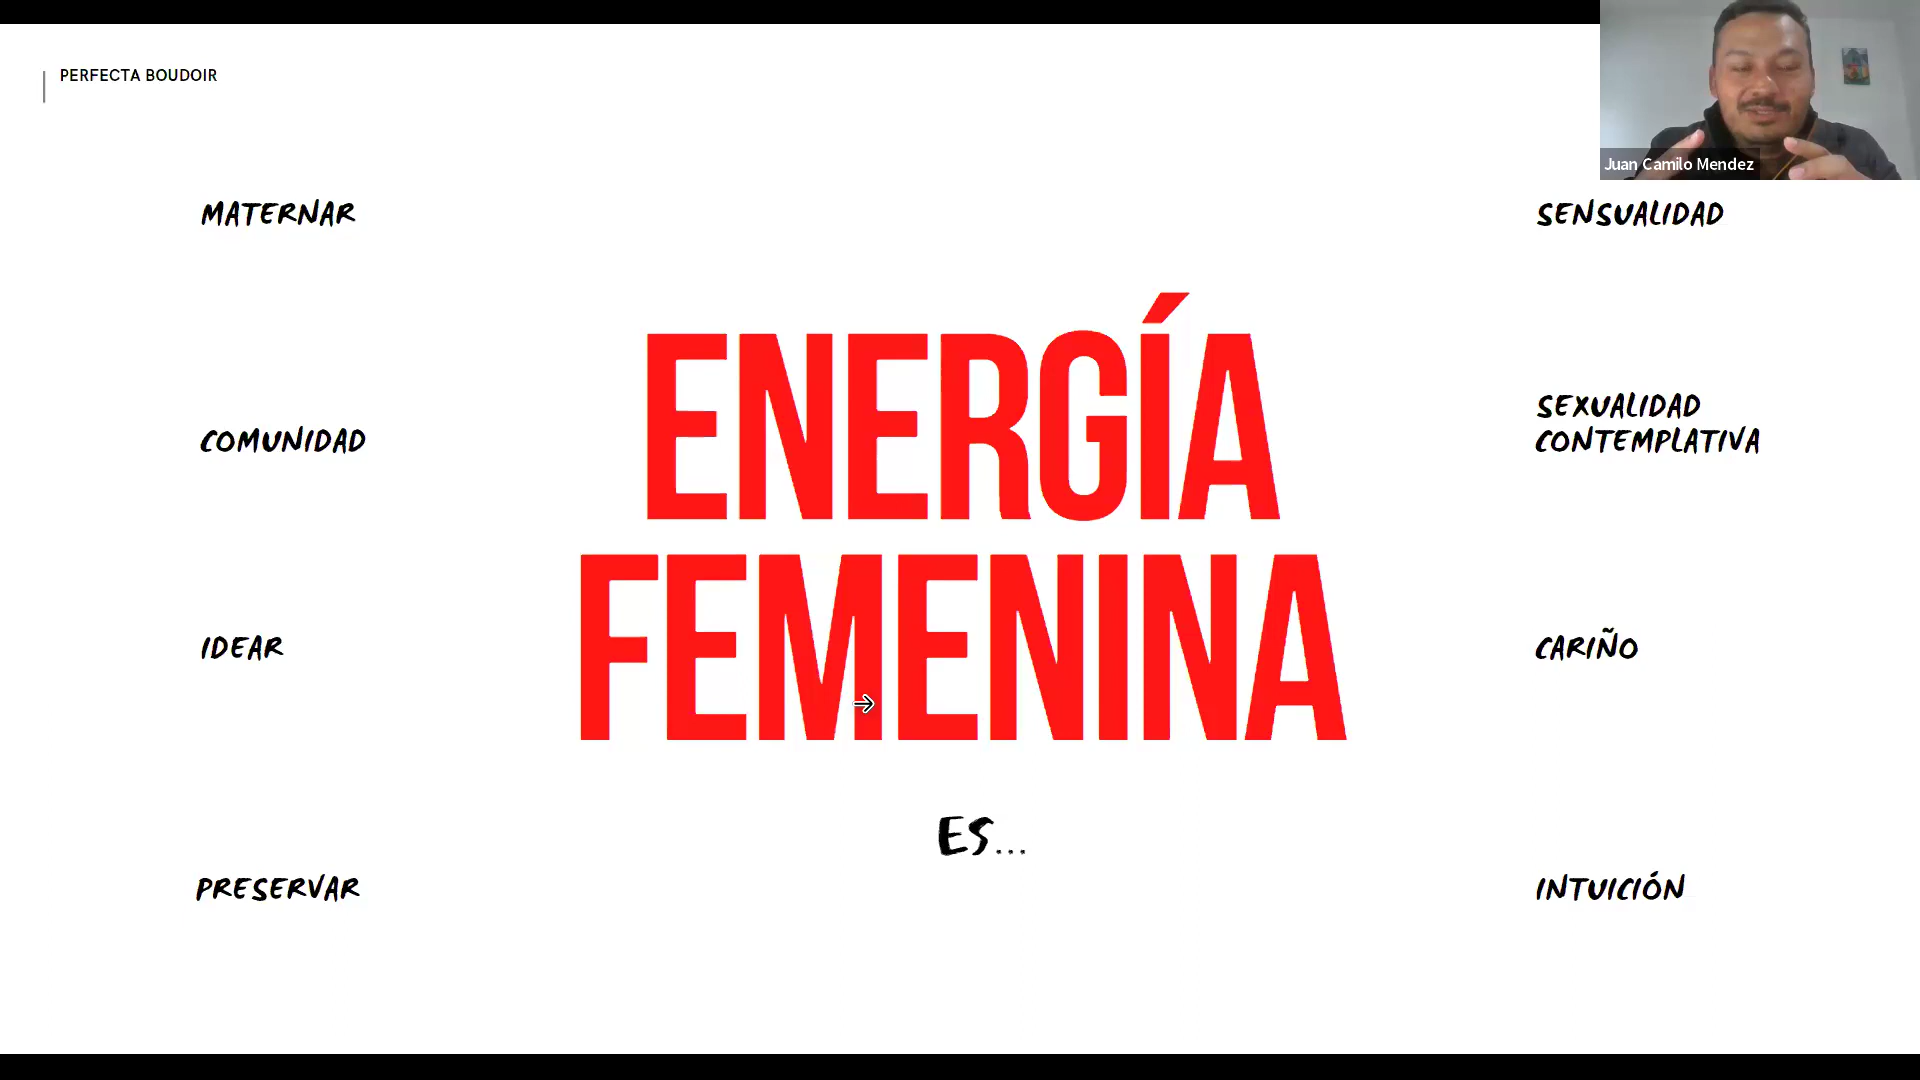 PERFECTA BOUDOIR
Juan Camilo Mendez
MATERNAR
SENSUALIDAD
COMUNIDAD
SEXUALIDAD
CONTEMPLATIVA
ENERGÍA
FEMENINA
IDEAR
CARIÑO
ES...
PRESERVAR
INTUICIÓN